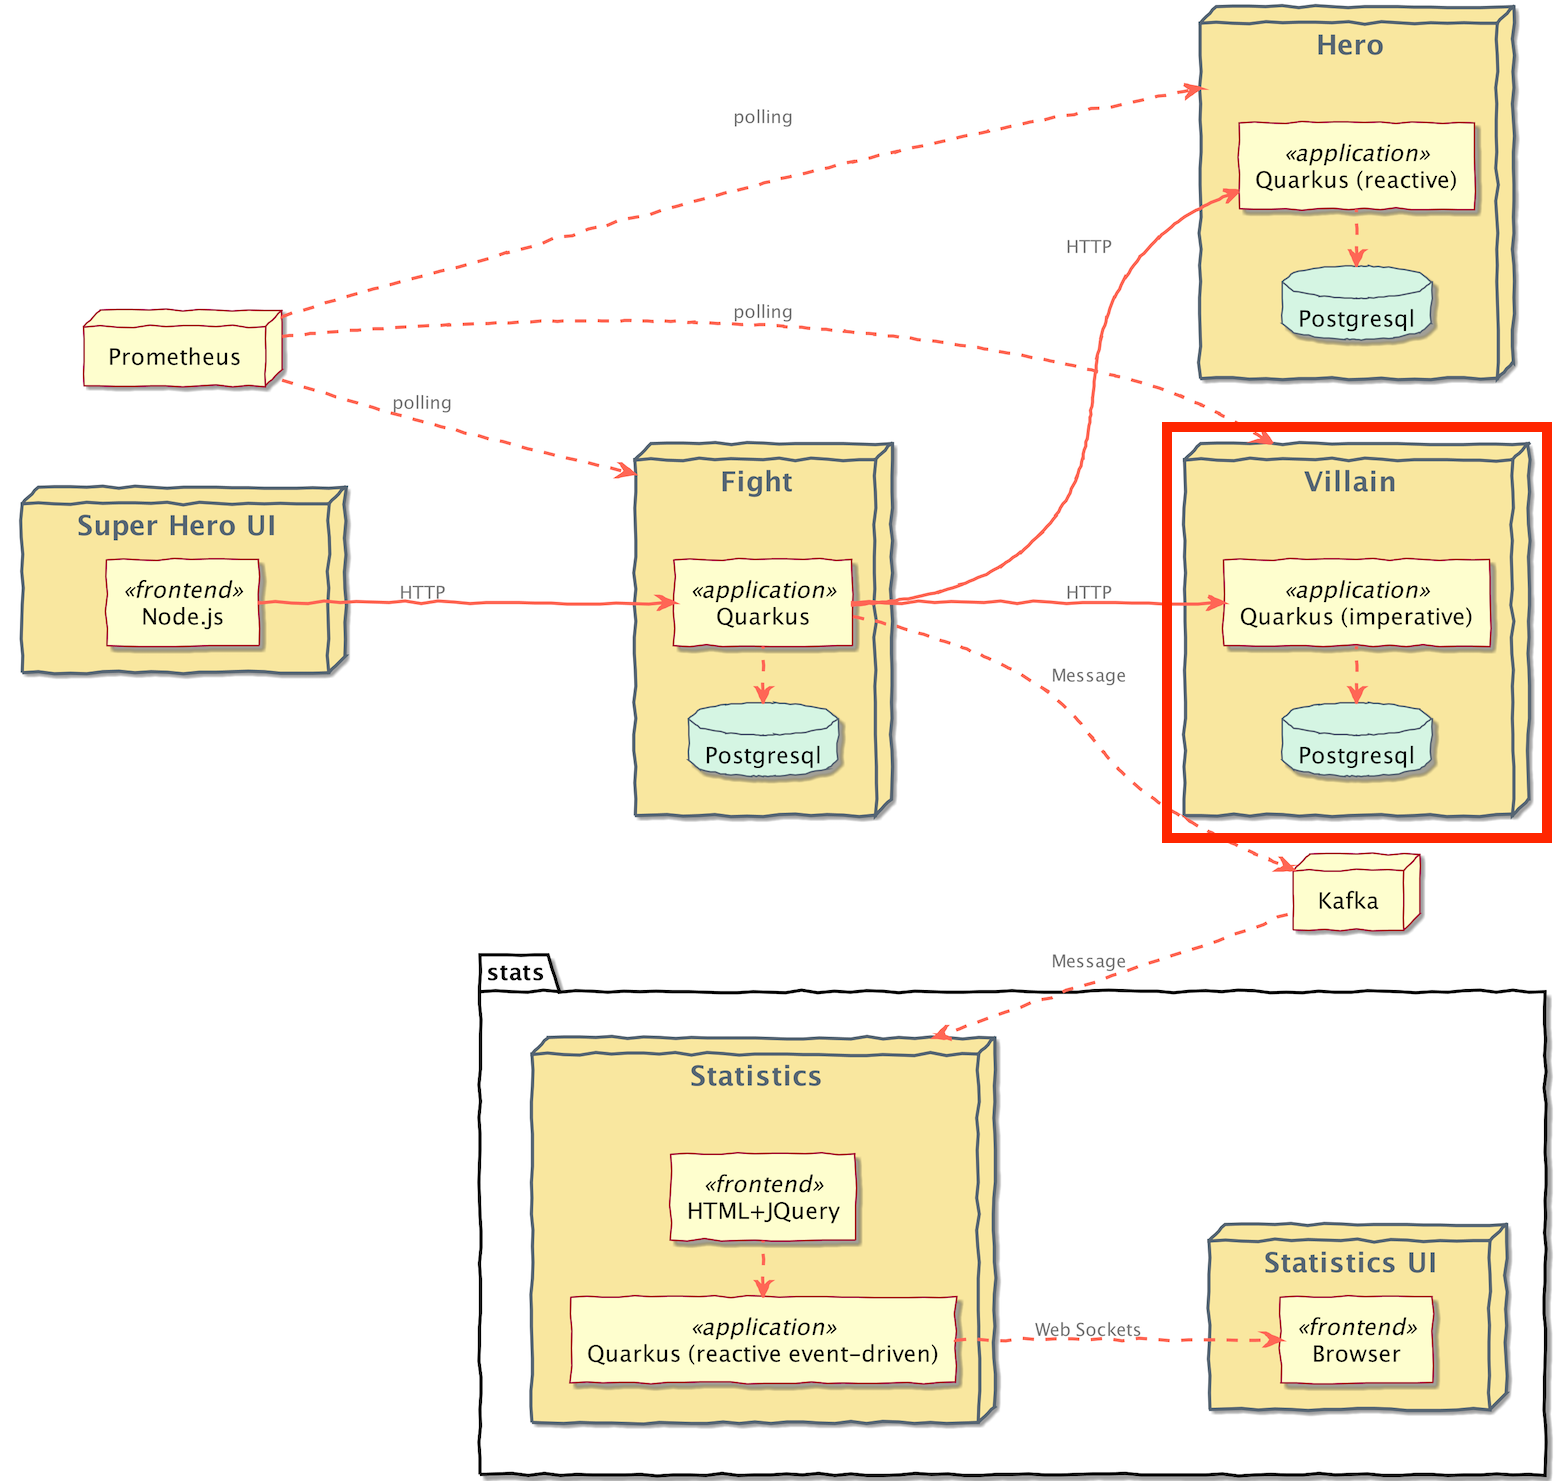 Hero
«application»
Quarkus (reactive)
Postgresql
polling
HTTP
polling
Prometheus
polling
Super Hero UI
«frontend»
Node.js
HTTP
Fight
«application»
Quarkus
Postgresql
HTTP
Message
Villain
«application»
Quarkus (imperative)
Postgresql
Kafka
Message
stats
Statistics
«frontend»
HTML+JQuery
«application»
Quarkus (reactive event-driven)
Web Sockets
Statistics UI
«frontend»
Browser